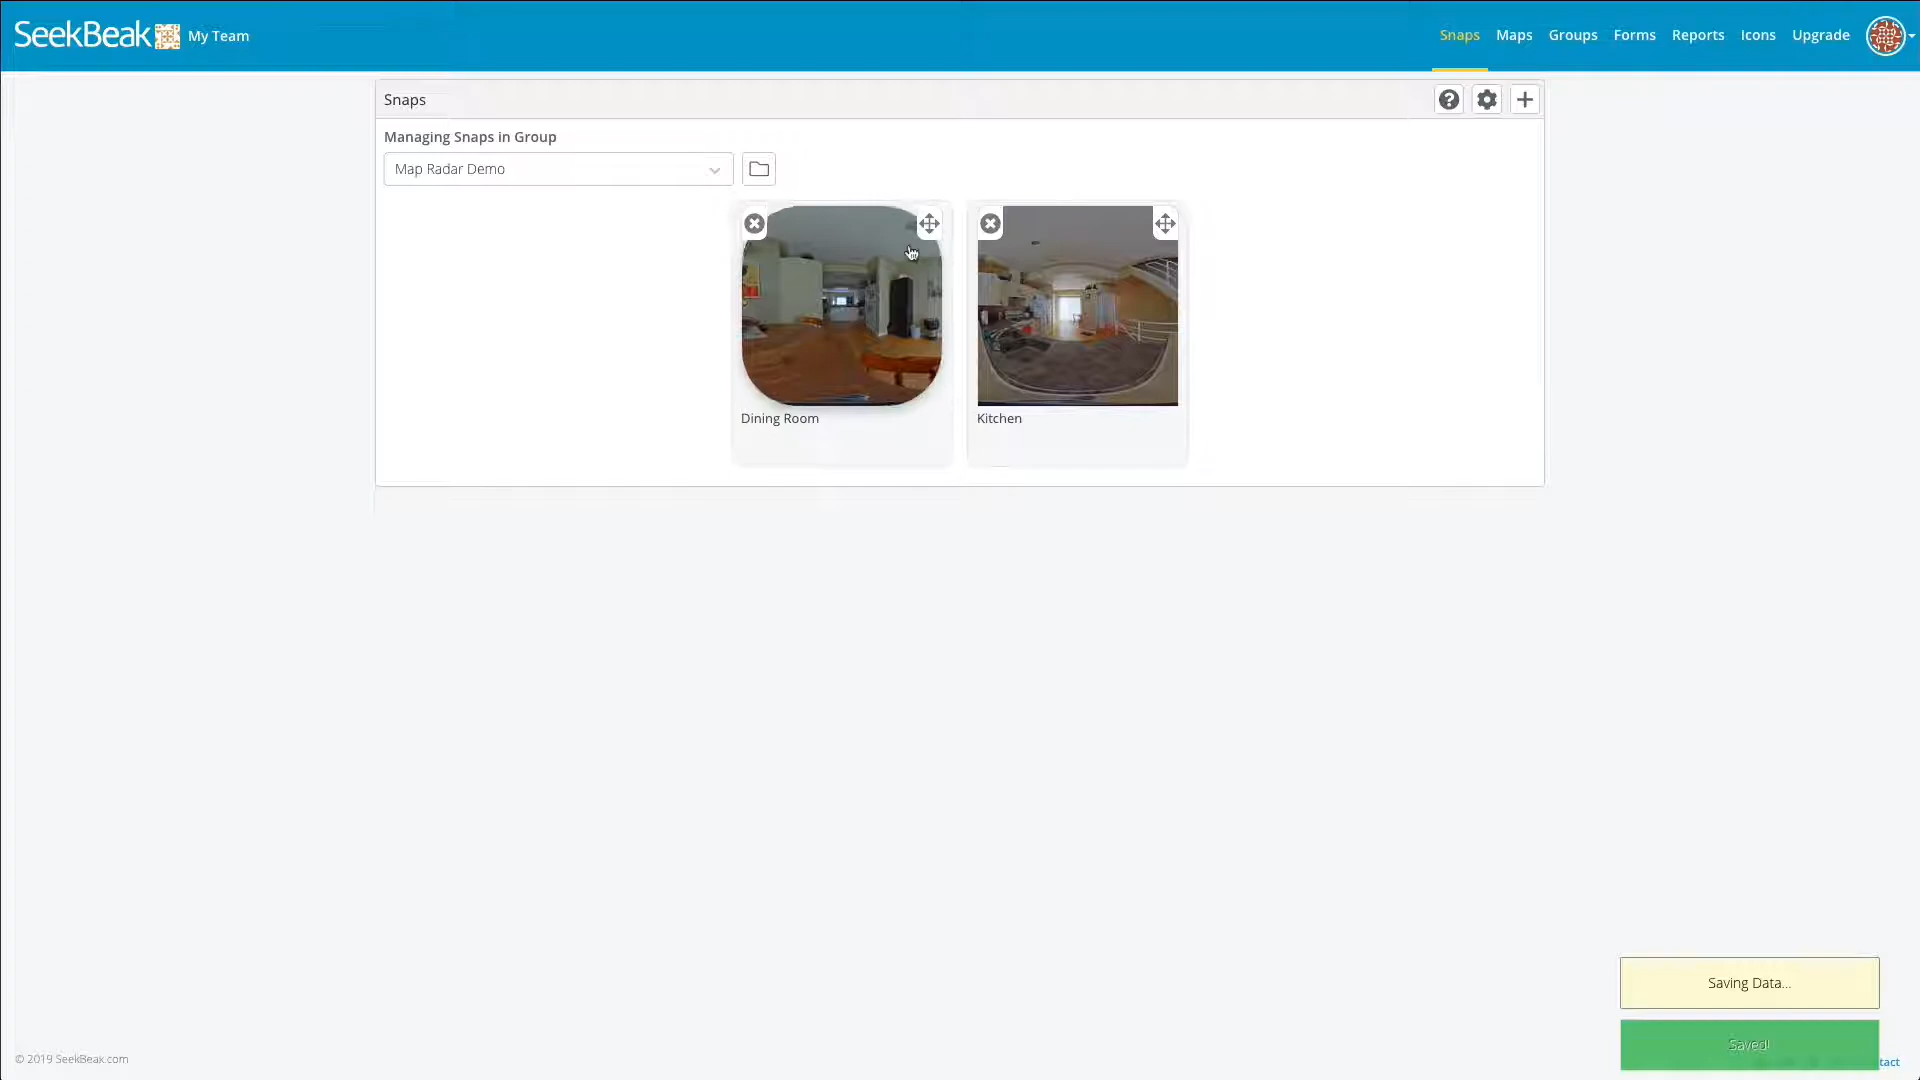 SeekBeak My Team
Snaps Maps Groups Forms Reports Icons Upgrade
Snaps
Managing Snaps in Group
Map Radar Demo
Dining Room
Kitchen
Saving Data...
Saved!
© 2019 SeekBeak.com
tact